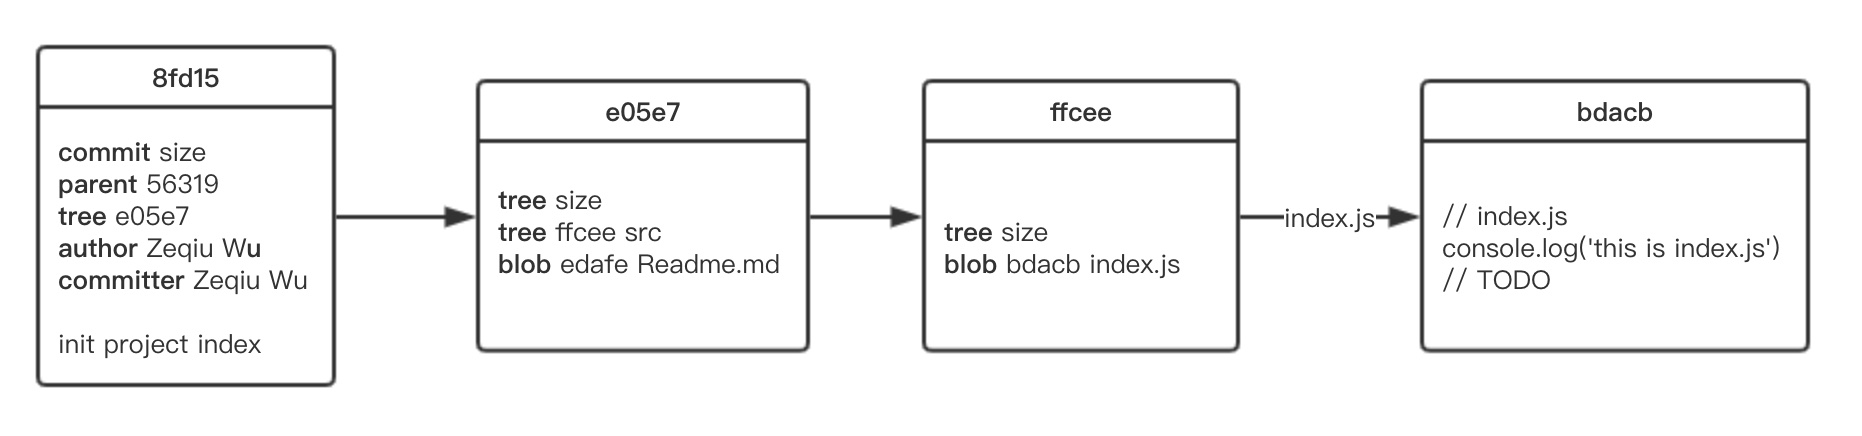 8fd15
commit size
parent 56319
tree e05e7
author Zeqiu Wu
committer Zeqiu Wu
init project index
e05e7
tree size
tree ffcee src
blob edafe Readme.md
ffcee
tree size
blob bdacb index.js
index.js
bdacb
// index.js
console.log('this is index.js')
// TODO